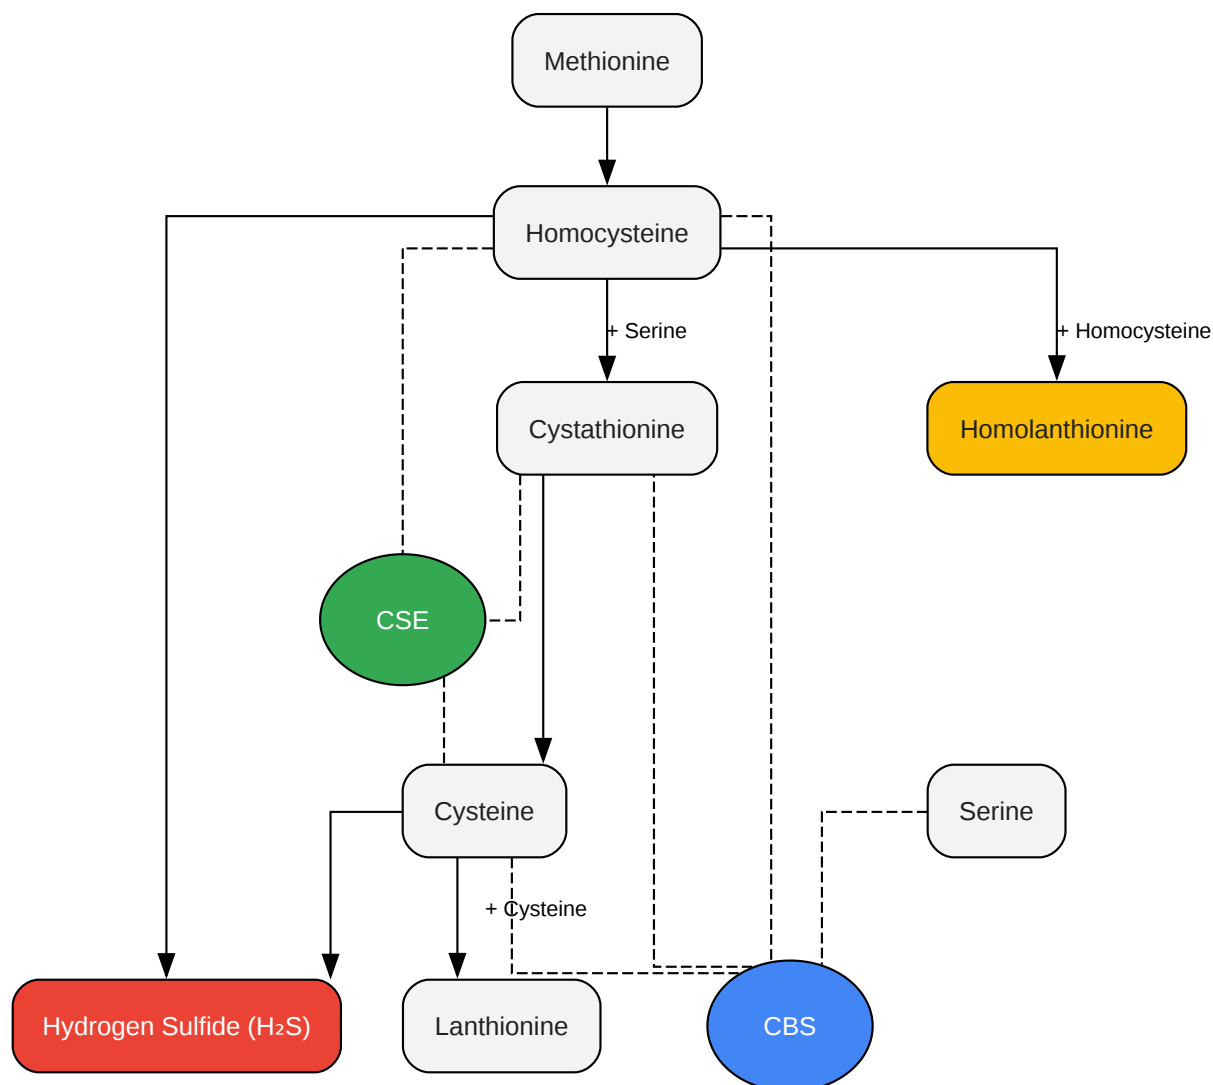 Methionine
Homocysteine
+ Serine
+ Homocysteine
Cystathionine
Homolanthionine
CSE
Cysteine
Serine
+ Cysteine
Hydrogen Sulfide (H₂S)
Lanthionine
CBS